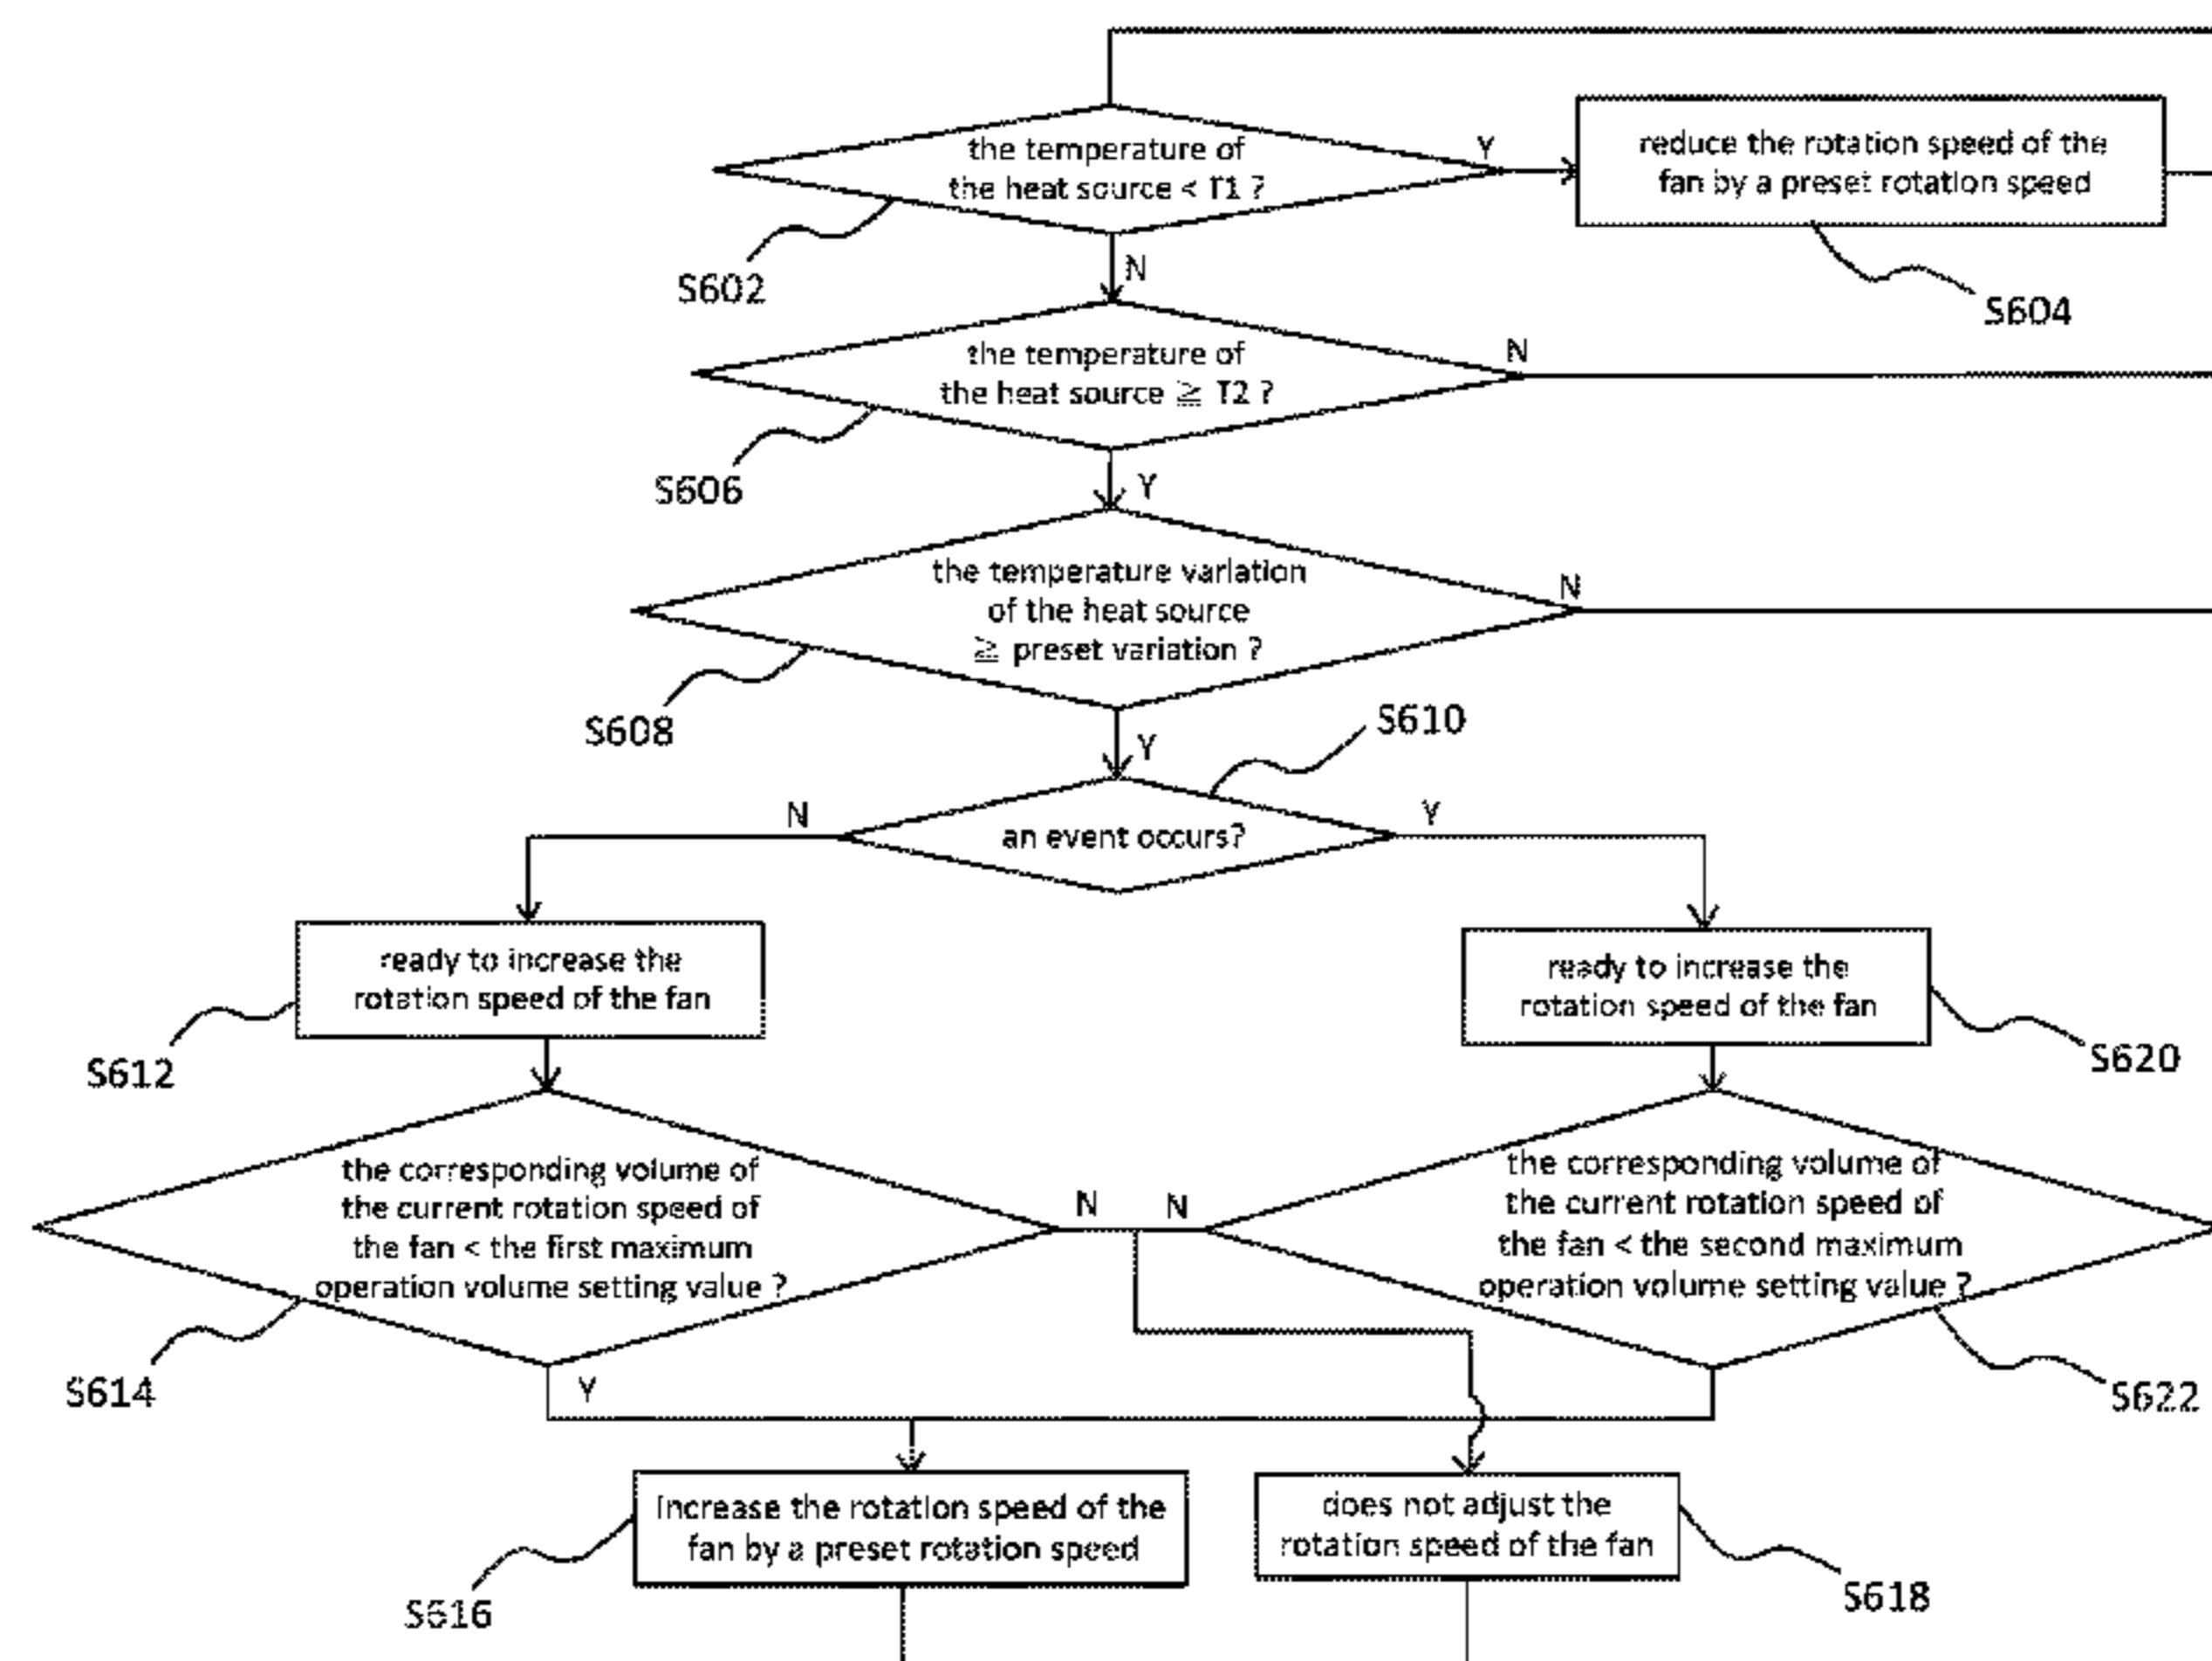 the temperature of
the heat source < T1 ?
Y
reduce the rotation speed of the
fan by a preset rotation speed
S602
N
S604
the temperature of
the heat source ≧ T2 ?
N
S606
Y
the temperature variation
of the heat source
≧ preset variation ?
N
S608
Y
S610
an event occurs?
N
Y
ready to increase the
rotation speed of the fan
S612
ready to increase the
rotation speed of the fan
S620
the corresponding volume of
the current rotation speed of
the fan < the first maximum
operation volume setting value ?
N
S614
Y
N
the corresponding volume of
the current rotation speed of
the fan < the second maximum
operation volume setting value ?
S622
Increase the rotation speed of the
fan by a preset rotation speed
S616
does not adjust the
rotation speed of the fan
S618